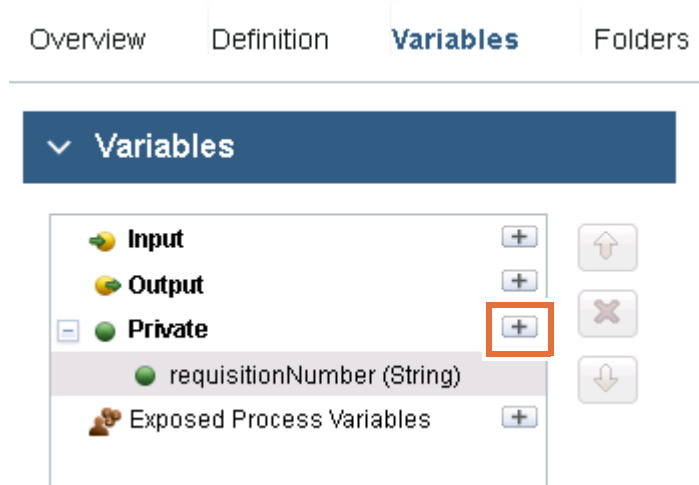 Overview Definition Variables Folders
Variables
Input
Output
Private
requisitionNumber (String)
Exposed Process Variables